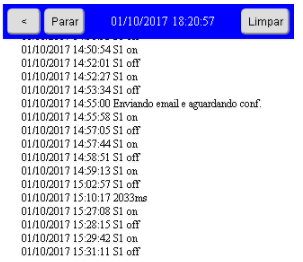 < Parar 01/10/2017 18:20:57 Limpar
01/10/2017 14:50:54 S1 on
01/10/2017 14:52:01 S1 off
01/10/2017 14:52:27 S1 on
01/10/2017 14:53:34 S1 off
01/10/2017 14:55:00 Enviando email e aguardando conf.
01/10/2017 14:55:58 S1 on
01/10/2017 14:57:05 S1 off
01/10/2017 14:57:44 S1 on
01/10/2017 14:58:51 S1 off
01/10/2017 14:59:13 S1 on
01/10/2017 15:02:57 S1 off
01/10/2017 15:10:17 2033ms
01/10/2017 15:27:08 S1 on
01/10/2017 15:28:15 S1 off
01/10/2017 15:29:42 S1 on
01/10/2017 15:31:11 S1 off